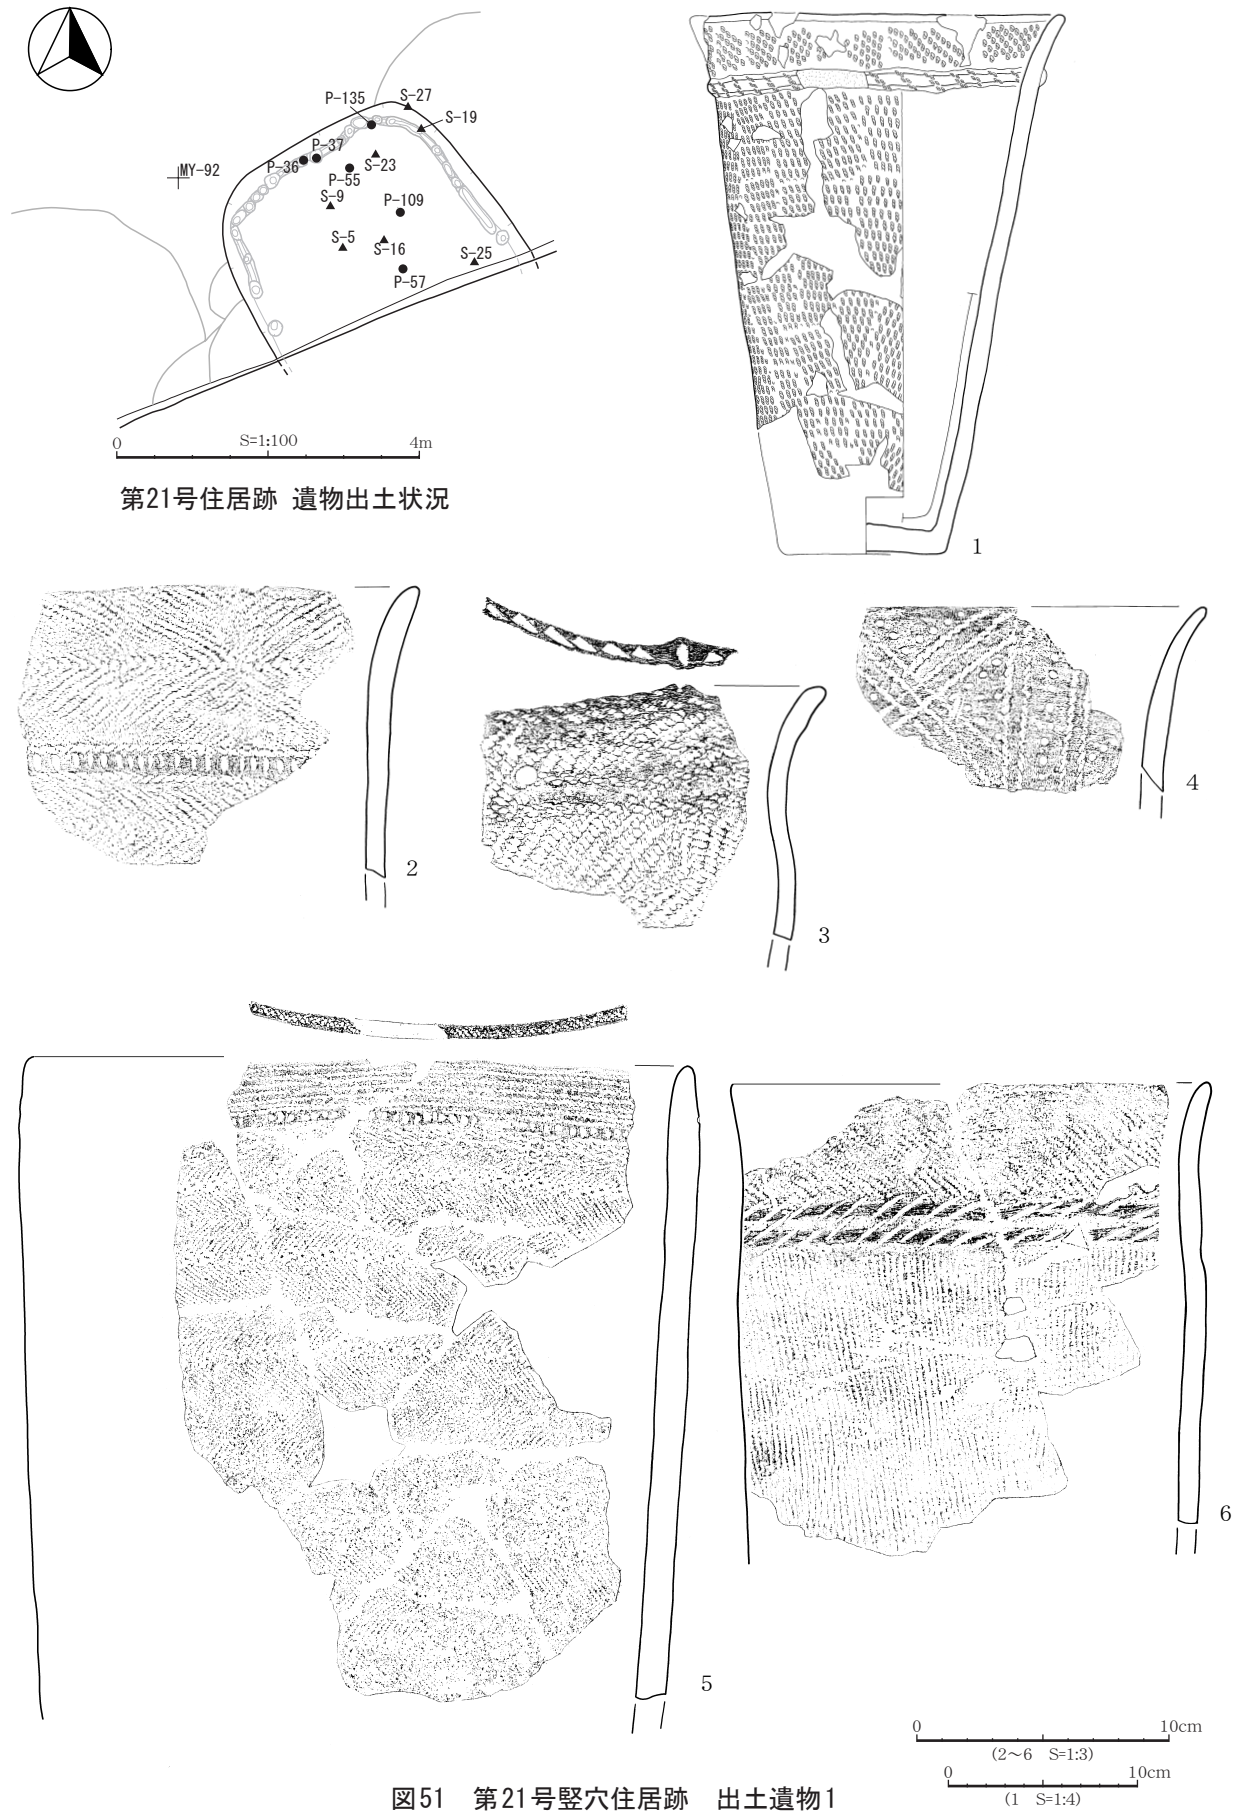 P-135
S-27
S-19
P-37
P-36
S-23
MY-92
P-55
S-9
P-109
S-5
S-16
S-25
P-57
0 S=1:100 4m
第21号住居跡 遺物出土状況
1
2
3
4
5
6
0 10cm
(2〜6 S=1:3)
0 10cm
(1 S=1:4)
図51 第21号竪穴住居跡 出土遺物1